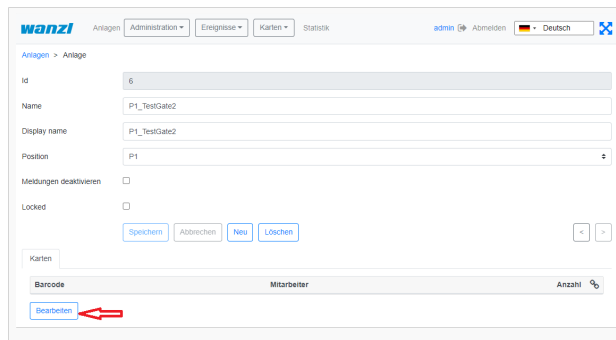 wanzl Anlagen Administration Ereignisse Karten Statistik admin Abmelden Deutsch
Anlagen > Anlage
Id 6
Name P1_TestGate2
Display name P1_TestGate2
Position P1
Meldungen deaktivieren
Locked
Speichern Abbrechen Neu Löschen < >
Karten
Barcode Mitarbeiter Anzahl
Bearbeiten